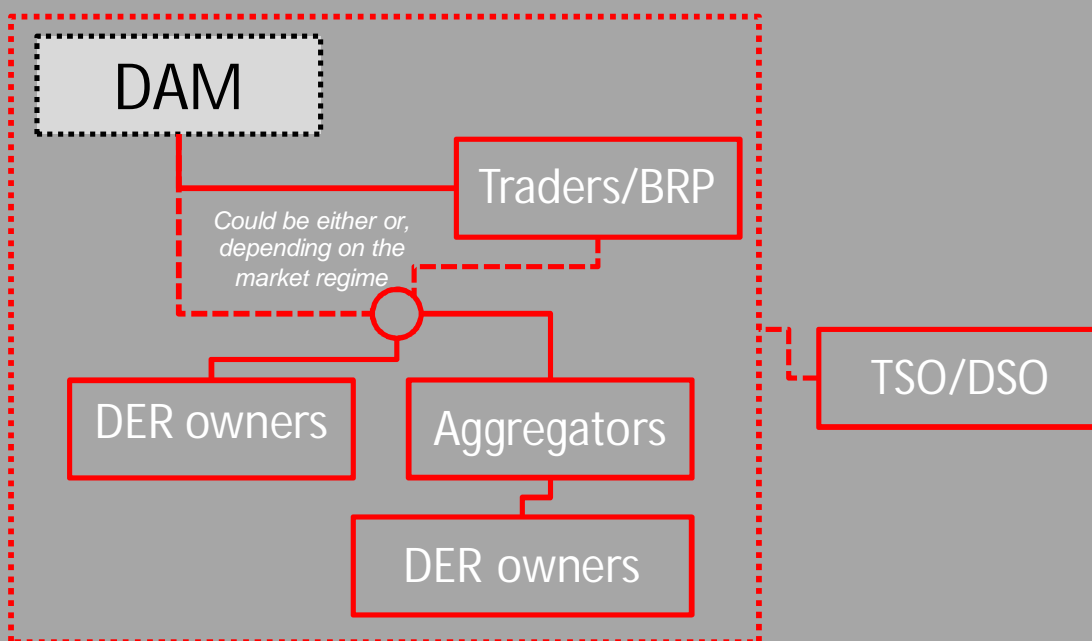 DAM
Traders/BRP
Could be either or,
depending on the
market regime
TSO/DSO
DER owners
Aggregators
DER owners